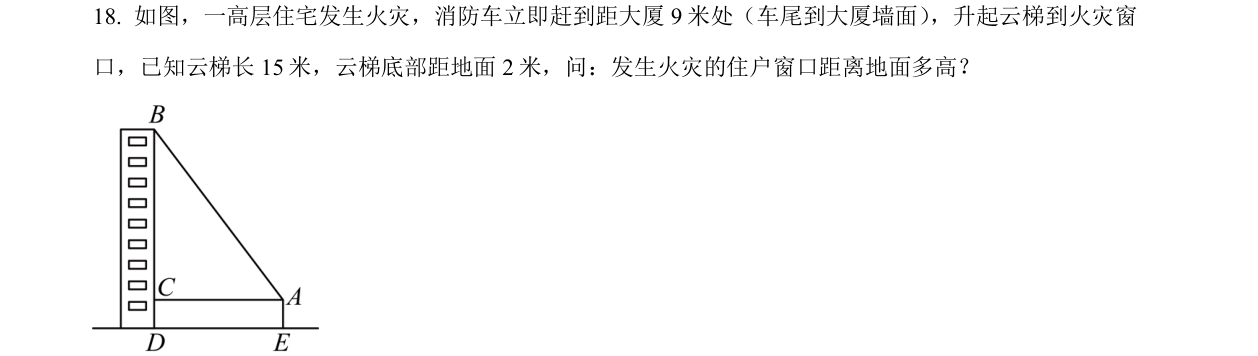 18. 如图，一高层住宅发生火灾，消防车立即赶到距大厦 9 米处（车尾到大厦墙面），升起云梯到火灾窗
口，已知云梯长 15 米，云梯底部距地面 2 米，问：发生火灾的住户窗口距离地面多高？
B
C
A
D
E